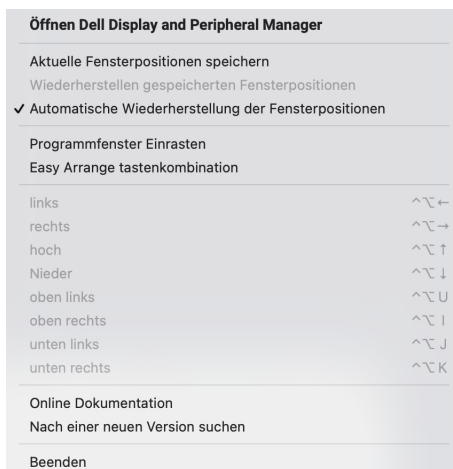 Öffnen Dell Display and Peripheral Manager
Aktuelle Fensterpositionen speichern
Wiederherstellen gespeicherten Fensterpositionen
✓ Automatische Wiederherstellung der Fensterpositionen
Programmfenster Einrasten
Easy Arrange tastenkombination
links ^⌥←
rechts ^⌥→
hoch ^⌥↑
Nieder ^⌥↓
oben links ^⌥U
oben rechts ^⌥I
unten links ^⌥J
unten rechts ^⌥K
Online Dokumentation
Nach einer neuen Version suchen
Beenden